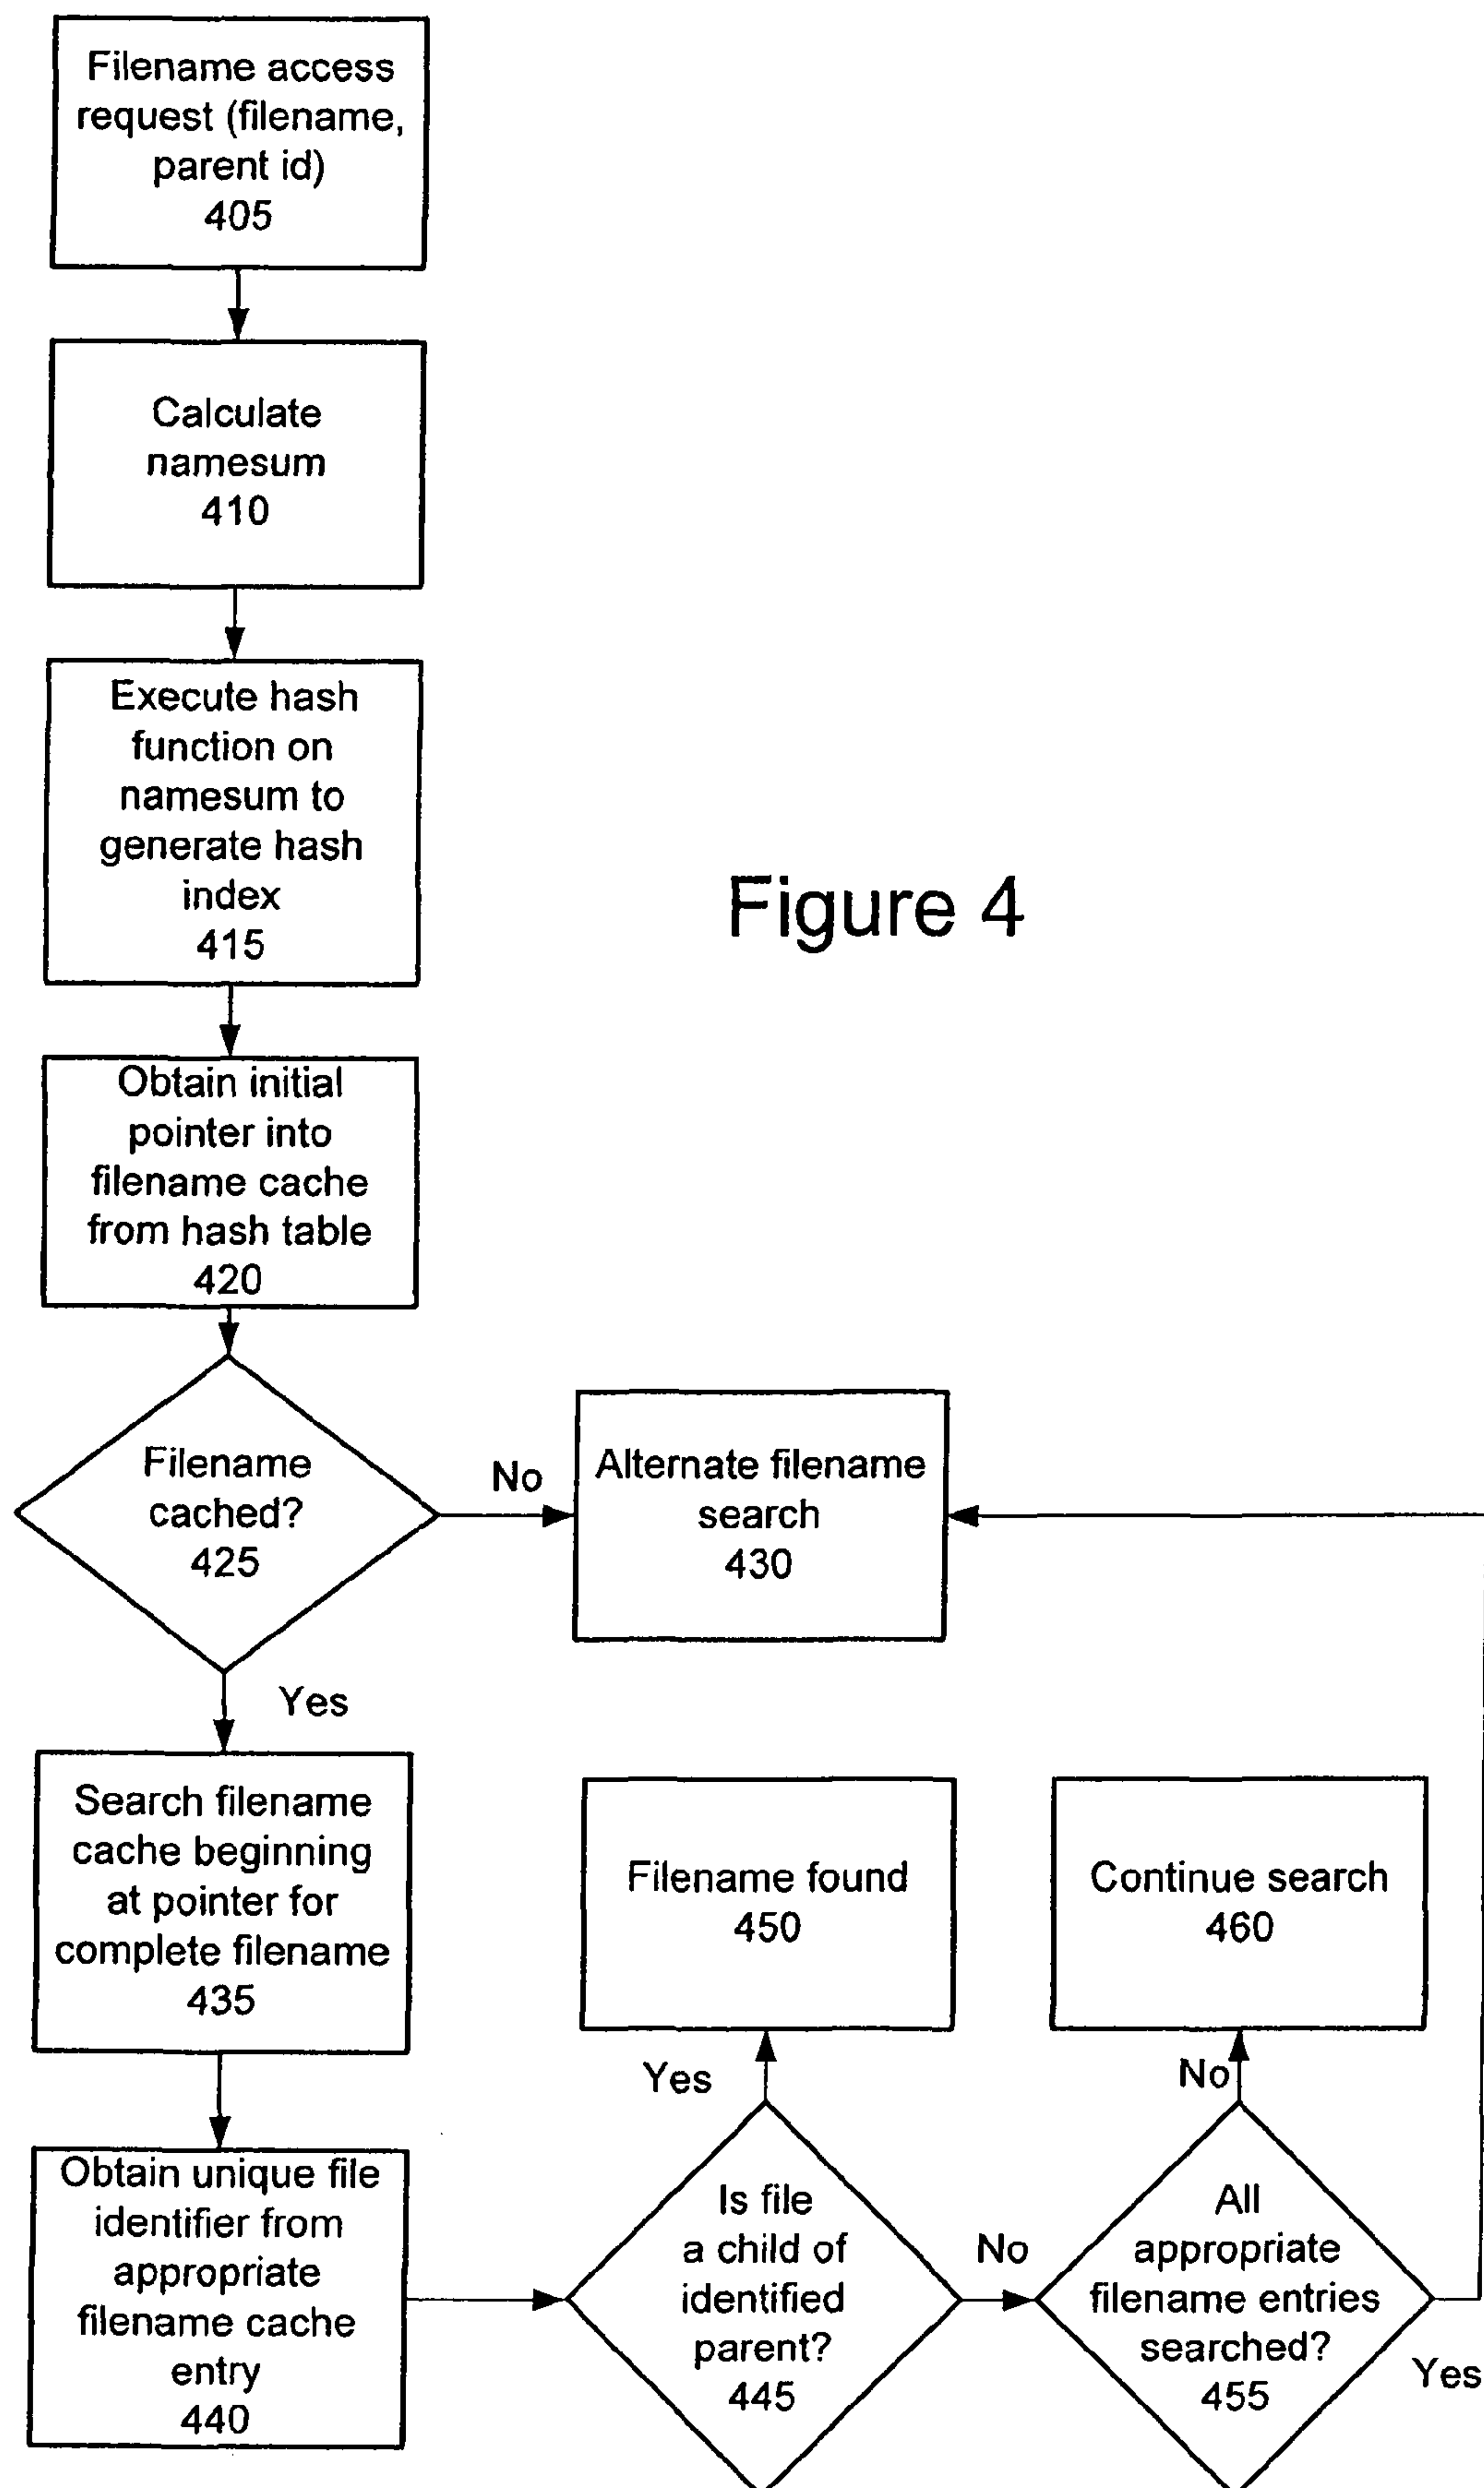 Filename access
request (filename,
parent id)
405
Calculate
namesum
410
Execute hash
function on
namesum to
generate hash
index
415
Figure 4
Obtain initial
pointer into
filename cache
from hash table
420
Filename
cached?
425
No
Alternate filename
search
430
Yes
Search filename
cache beginning
at pointer for
complete filename
435
Filename found
450
Continue search
460
Yes
No
Obtain unique file
identifier from
appropriate
filename cache
entry
440
Is file
a child of
identified
parent?
445
No
All
appropriate
filename entries
searched?
455
Yes